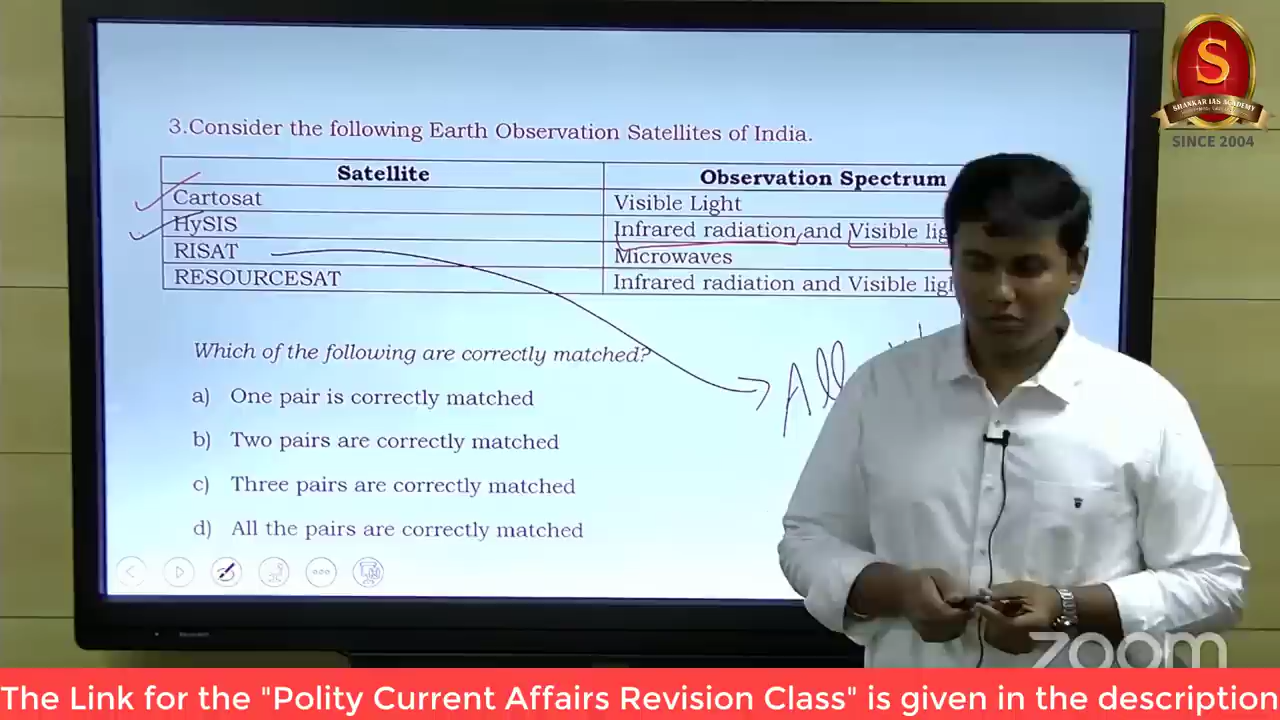 3.Consider the following Earth Observation Satellites of India.
Satellite Observation Spectrum
Cartosat Visible Light
HySIS Infrared radiation and Visible lig
RISAT Microwaves
RESOURCESAT Infrared radiation and Visible ligh
All
Which of the following are correctly matched?
a) One pair is correctly matched
b) Two pairs are correctly matched
c) Three pairs are correctly matched
d) All the pairs are correctly matched
S
SHANKAR IAS ACADEMY
SINCE 2004
zoom
The Link for the "Polity Current Affairs Revision Class" is given in the description